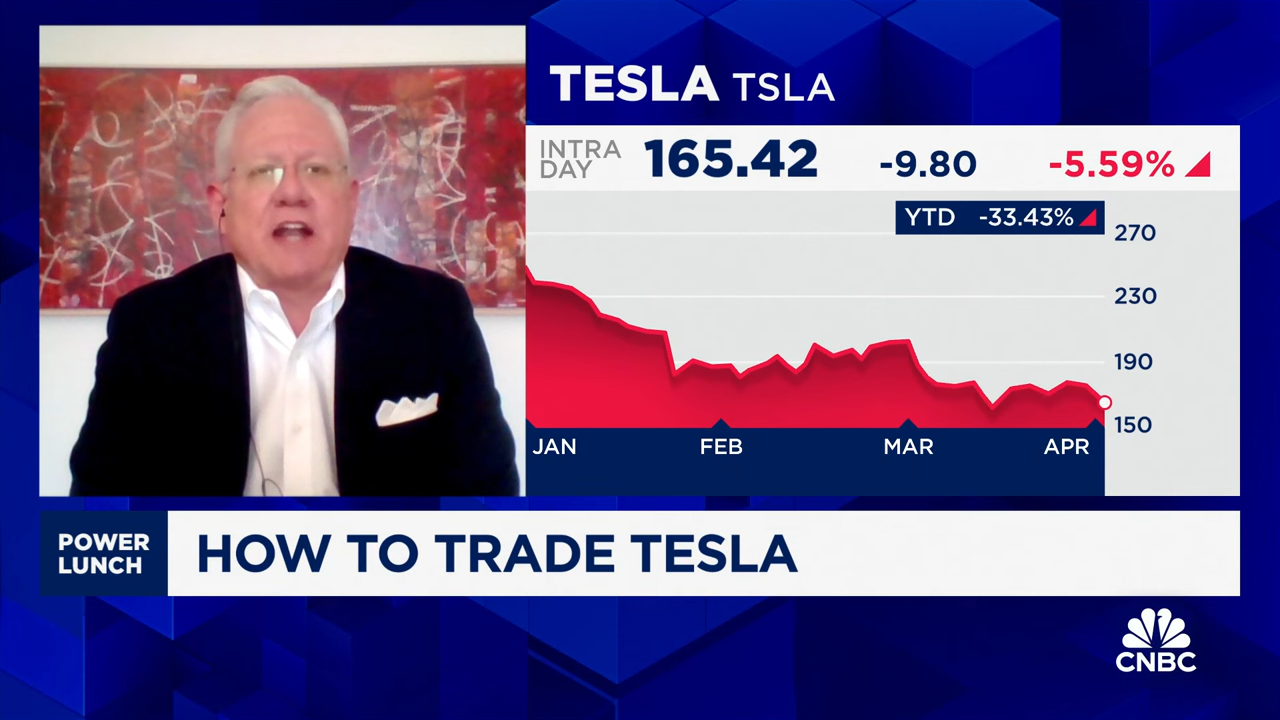 TESLA TSLA
INTRA
DAY
165.42 -9.80 -5.59%
YTD -33.43%
270
230
190
150
JAN FEB MAR APR
POWER
LUNCH
HOW TO TRADE TESLA
CNBC